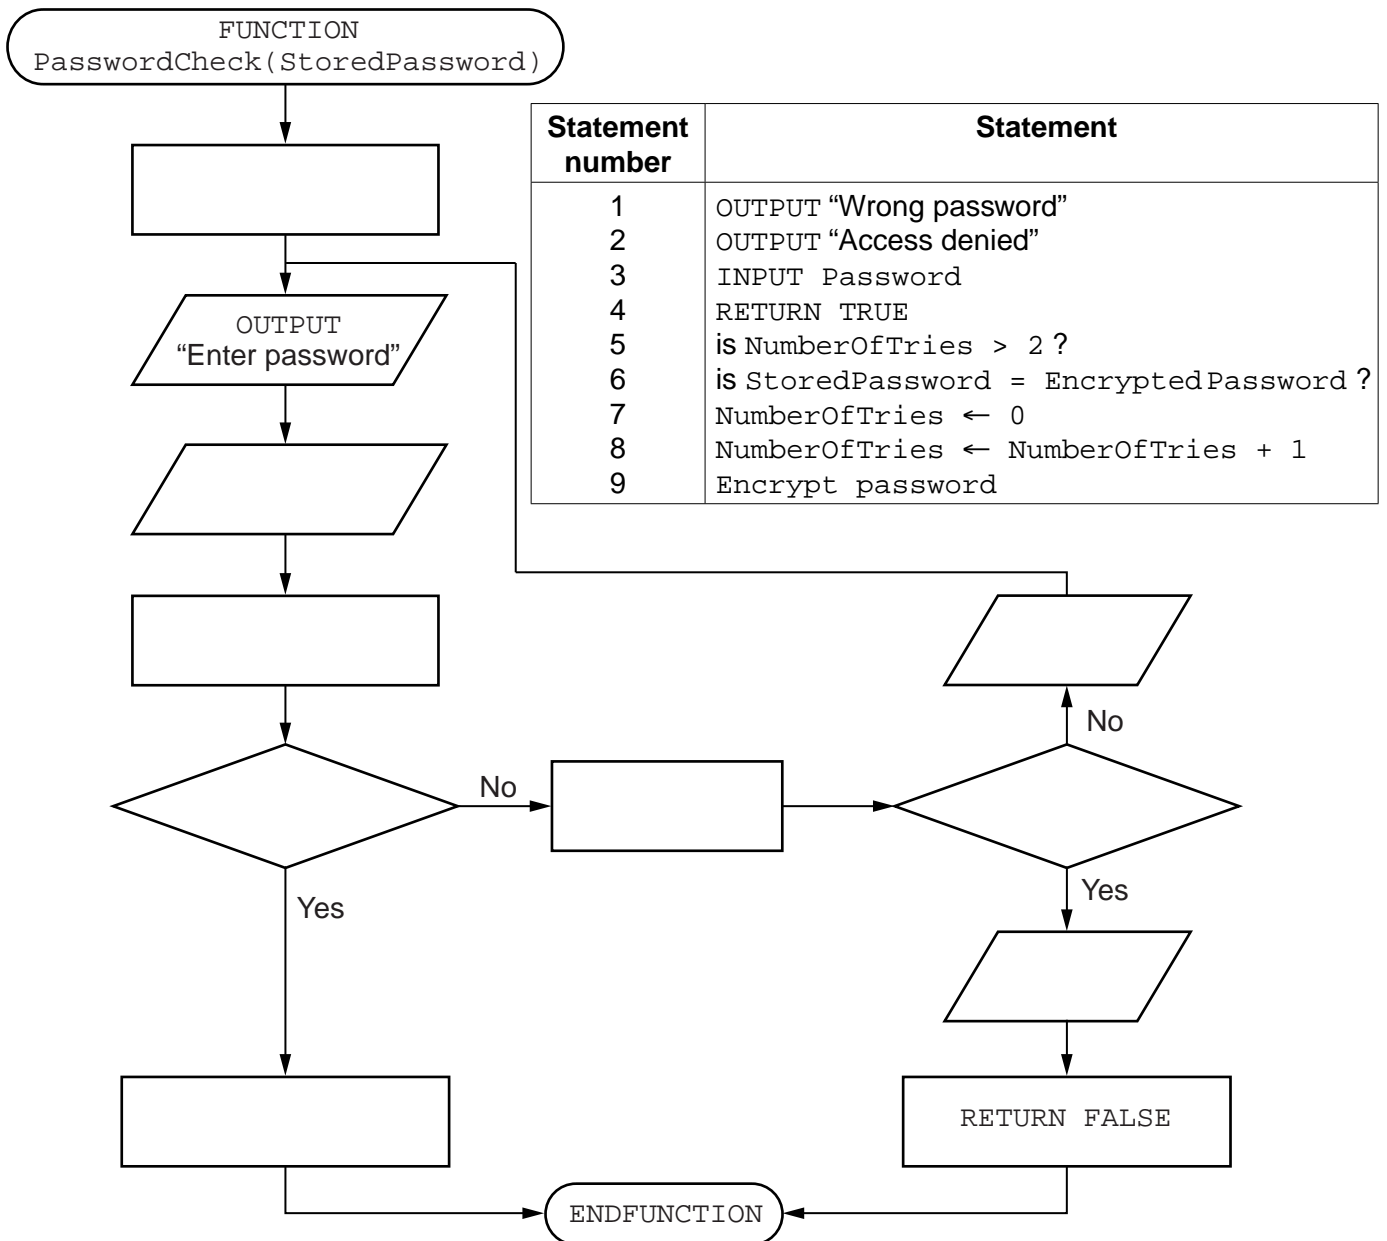 FUNCTION
PasswordCheck(StoredPassword)
Statement number Statement
1 OUTPUT “Wrong password”
2 OUTPUT “Access denied”
3 INPUT Password
4 RETURN TRUE
5 is NumberOfTries > 2 ?
6 is StoredPassword = EncryptedPassword ?
7 NumberOfTries ← 0
8 NumberOfTries ← NumberOfTries + 1
9 Encrypt password
OUTPUT
“Enter password”
No
No
Yes
Yes
RETURN FALSE
ENDFUNCTION